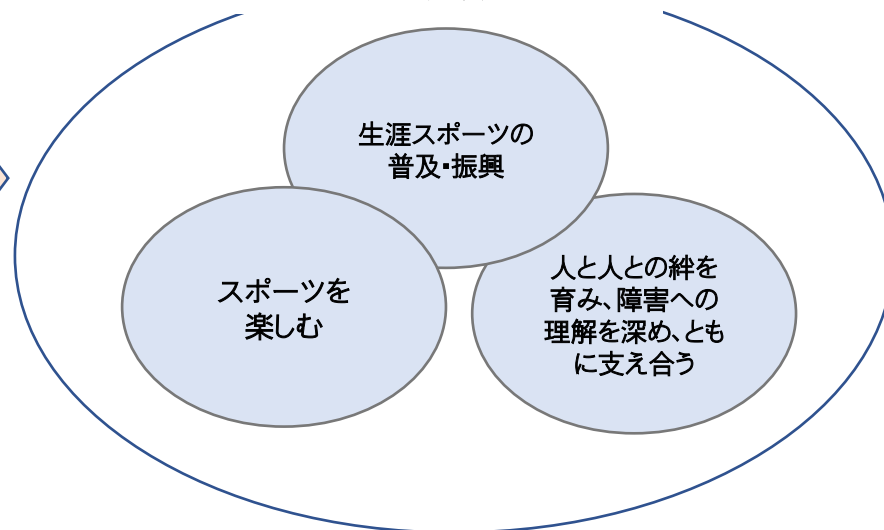 生涯スポーツの
普及・振興
スポーツを
楽しむ
人と人との絆を
育み、障害への
理解を深め、とも
に支え合う